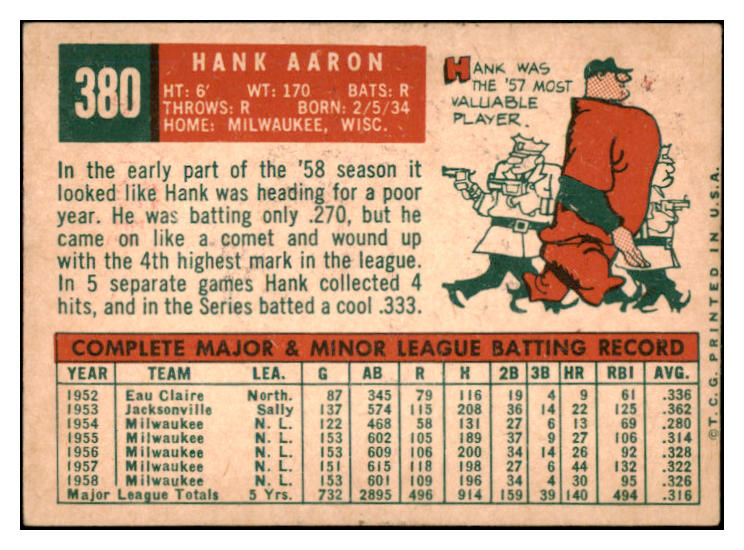 380
HANK AARON
HT: 6' WT: 170 BATS: R
THROWS: R BORN: 2/5/34
HOME: MILWAUKEE, WISC.
In the early part of the '58 season it
looked like Hank was heading for a poor
year. He was batting only .270, but he
came on like a comet and wound up
with the 4th highest mark in the league.
In 5 separate games Hank collected 4
hits, and in the Series batted a cool .333.
HANK WAS
THE '57 MOST
VALUABLE
PLAYER.
COMPLETE MAJOR & MINOR LEAGUE BATTING RECORD
YEAR TEAM LEA. G AB R H 2B 3B HR RBI AVG.
1952 Eau Claire North. 87 345 79 116 19 4 9 61 .336
1953 Jacksonville Sally 137 574 115 208 36 14 22 125 .362
1954 Milwaukee N. L. 122 468 58 131 27 6 13 69 .280
1955 Milwaukee N. L. 153 602 105 189 37 9 27 106 .314
1956 Milwaukee N. L. 153 609 106 200 34 14 26 92 .328
1957 Milwaukee N. L. 151 615 118 198 27 6 44 132 .322
1958 Milwaukee N. L. 153 601 109 196 34 4 30 95 .326
Major League Totals 5 Yrs. 732 2895 496 914 159 39 140 494 .316
© T. C. G. PRINTED IN U. S. A.